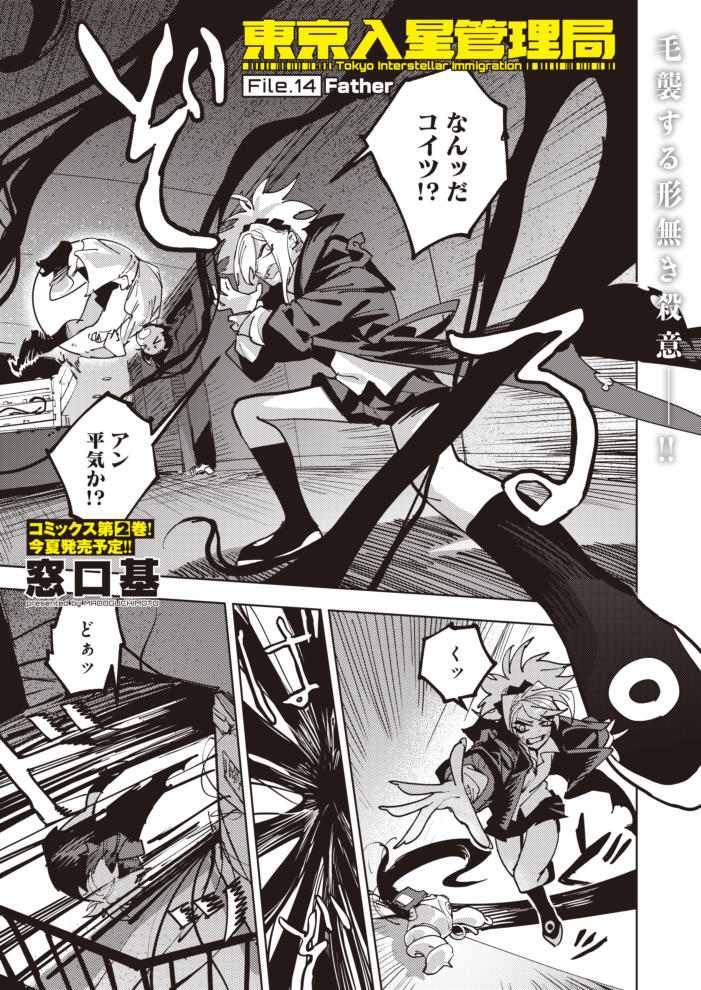 東京入星管理局
Tokyo Interstellar Immigration
File.14 Father
毛襲する形無き殺意――!!
なんッだ
コイツ!?
ぞろ
アン
平気か!?
コミックス第2巻!
今夏発売予定!!
窓口基
presented by MADOGUCHIMOTO
くッ
どぁッ